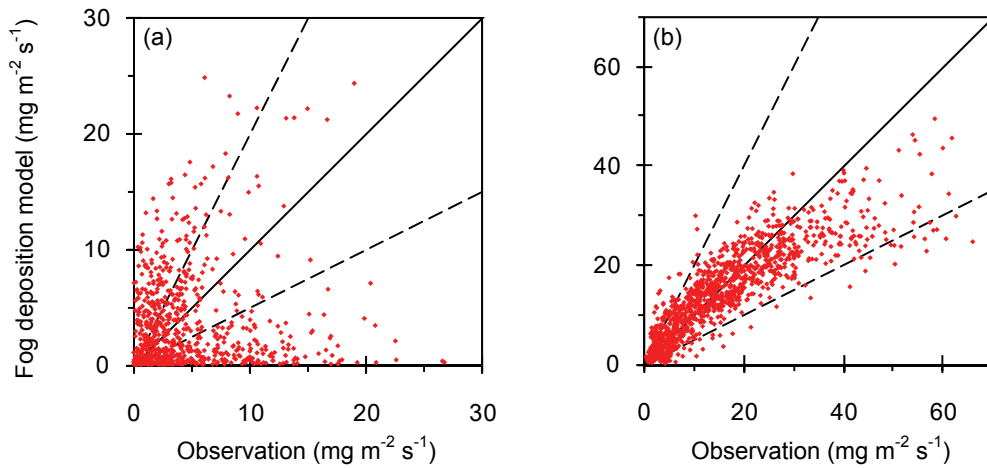 Fog deposition model (mg m⁻² s⁻¹)
(a)
30
20
10
0
0 10 20 30
Observation (mg m⁻² s⁻¹)
(b)
60
40
20
0
0 20 40 60
Observation (mg m⁻² s⁻¹)